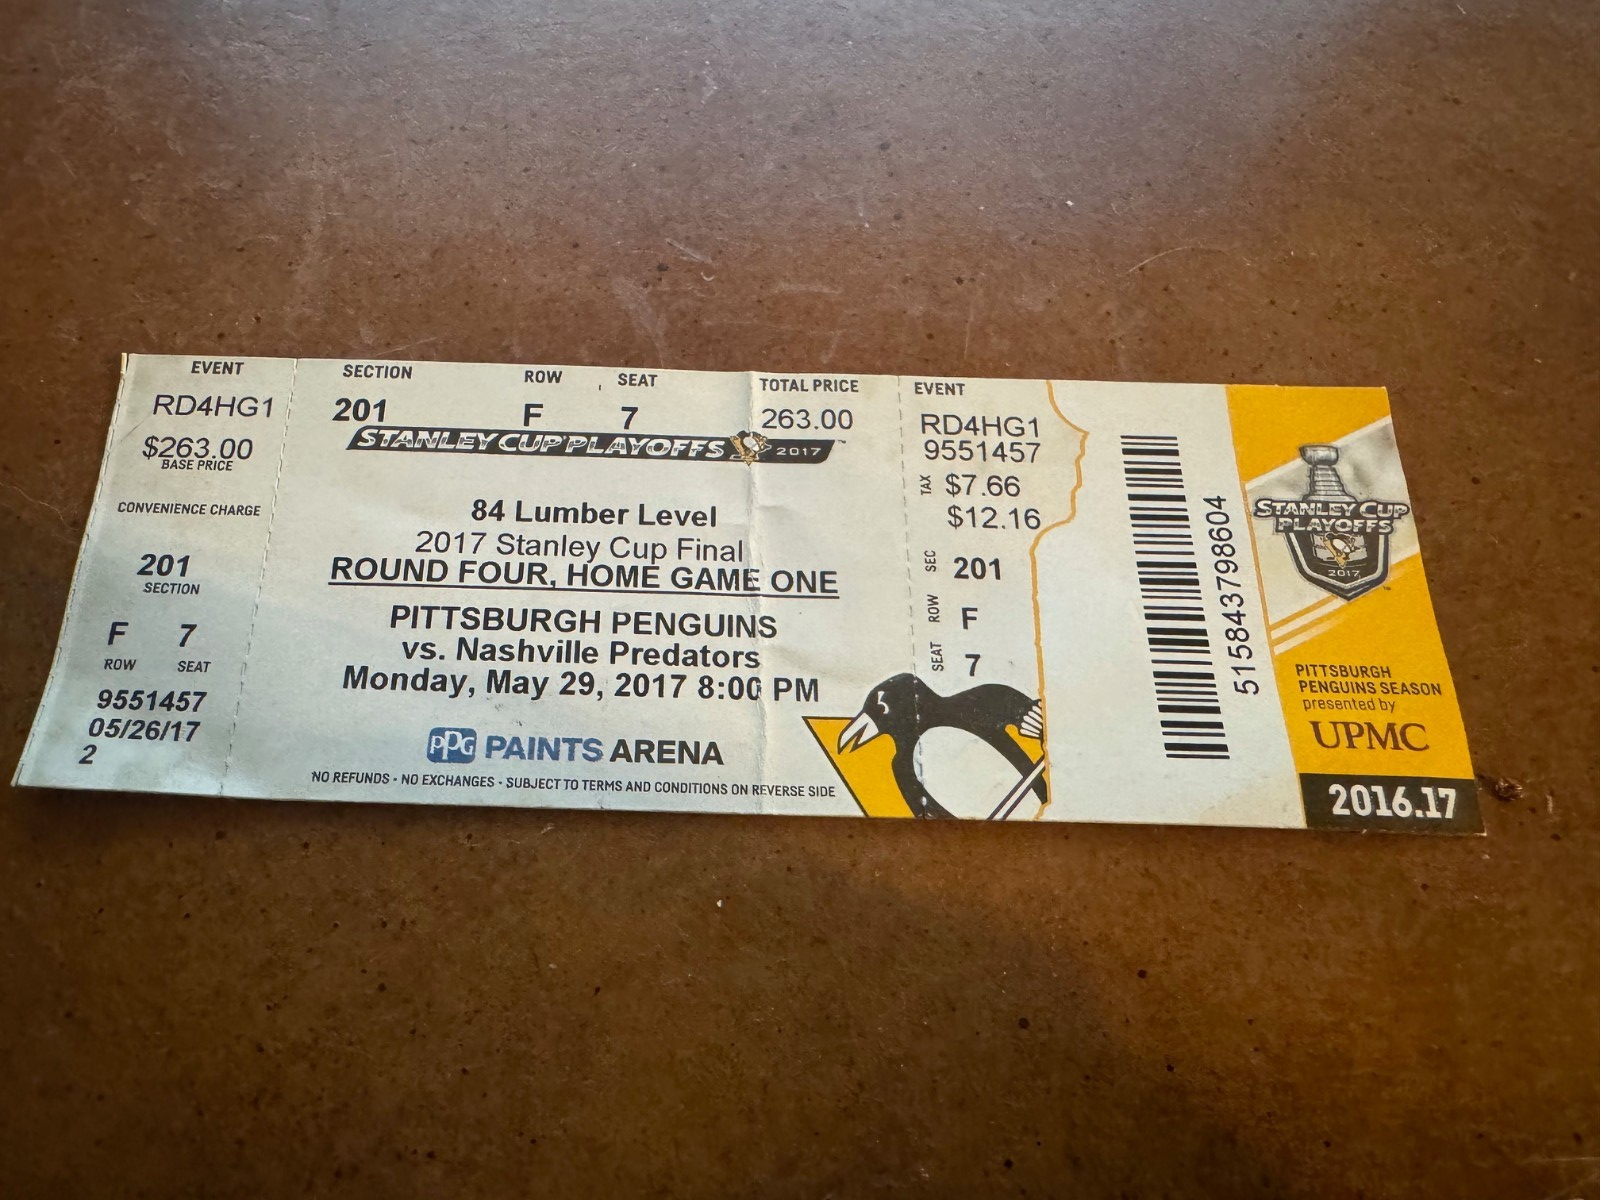 EVENT
RD4HG1
$263.00
BASE PRICE
CONVENIENCE CHARGE
201
SECTION
F 7
ROW SEAT
9551457
05/26/17
2
SECTION ROW SEAT TOTAL PRICE
201 F 7 263.00
STANLEY CUP PLAYOFFS 2017 ™
84 Lumber Level
2017 Stanley Cup Final
ROUND FOUR, HOME GAME ONE
PITTSBURGH PENGUINS
vs. Nashville Predators
Monday, May 29, 2017 8:00 PM
PPG PAINTS ARENA
NO REFUNDS • NO EXCHANGES • SUBJECT TO TERMS AND CONDITIONS ON REVERSE SIDE
EVENT
RD4HG1
9551457
TAX $7.66
$12.16
SEC 201
ROW F
SEAT 7
515843798604
STANLEY CUP
PLAYOFFS
2017
PITTSBURGH
PENGUINS SEASON
presented by
UPMC
2016.17